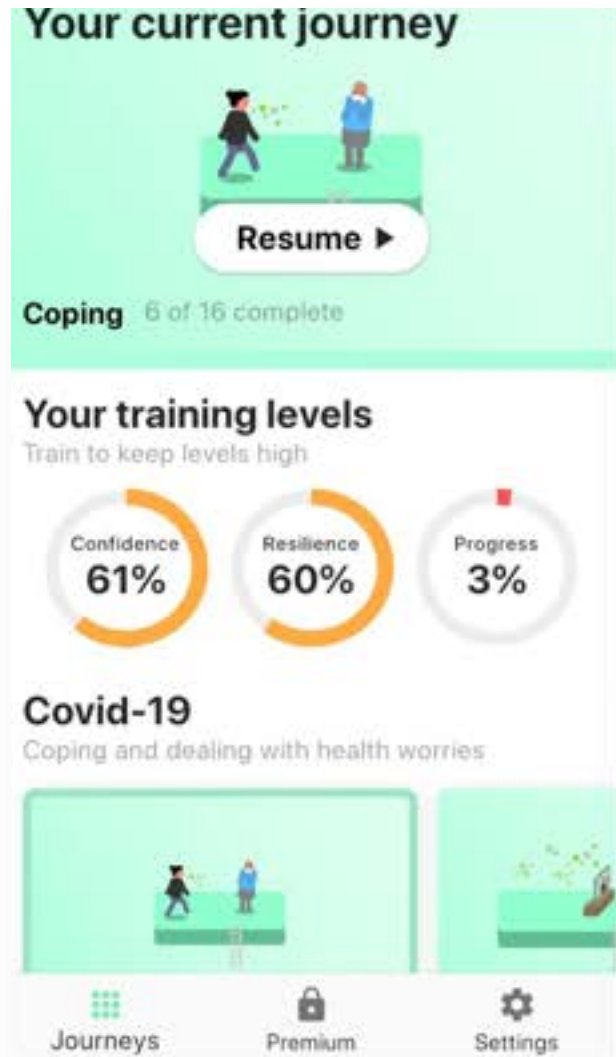 Your current journey
Resume
Coping 6 of 16 complete
Your training levels
Train to keep levels high
Confidence Resilience Progress
61% 60% 3%
Covid-19
Coping and dealing with health worries
Journeys Premium Settings